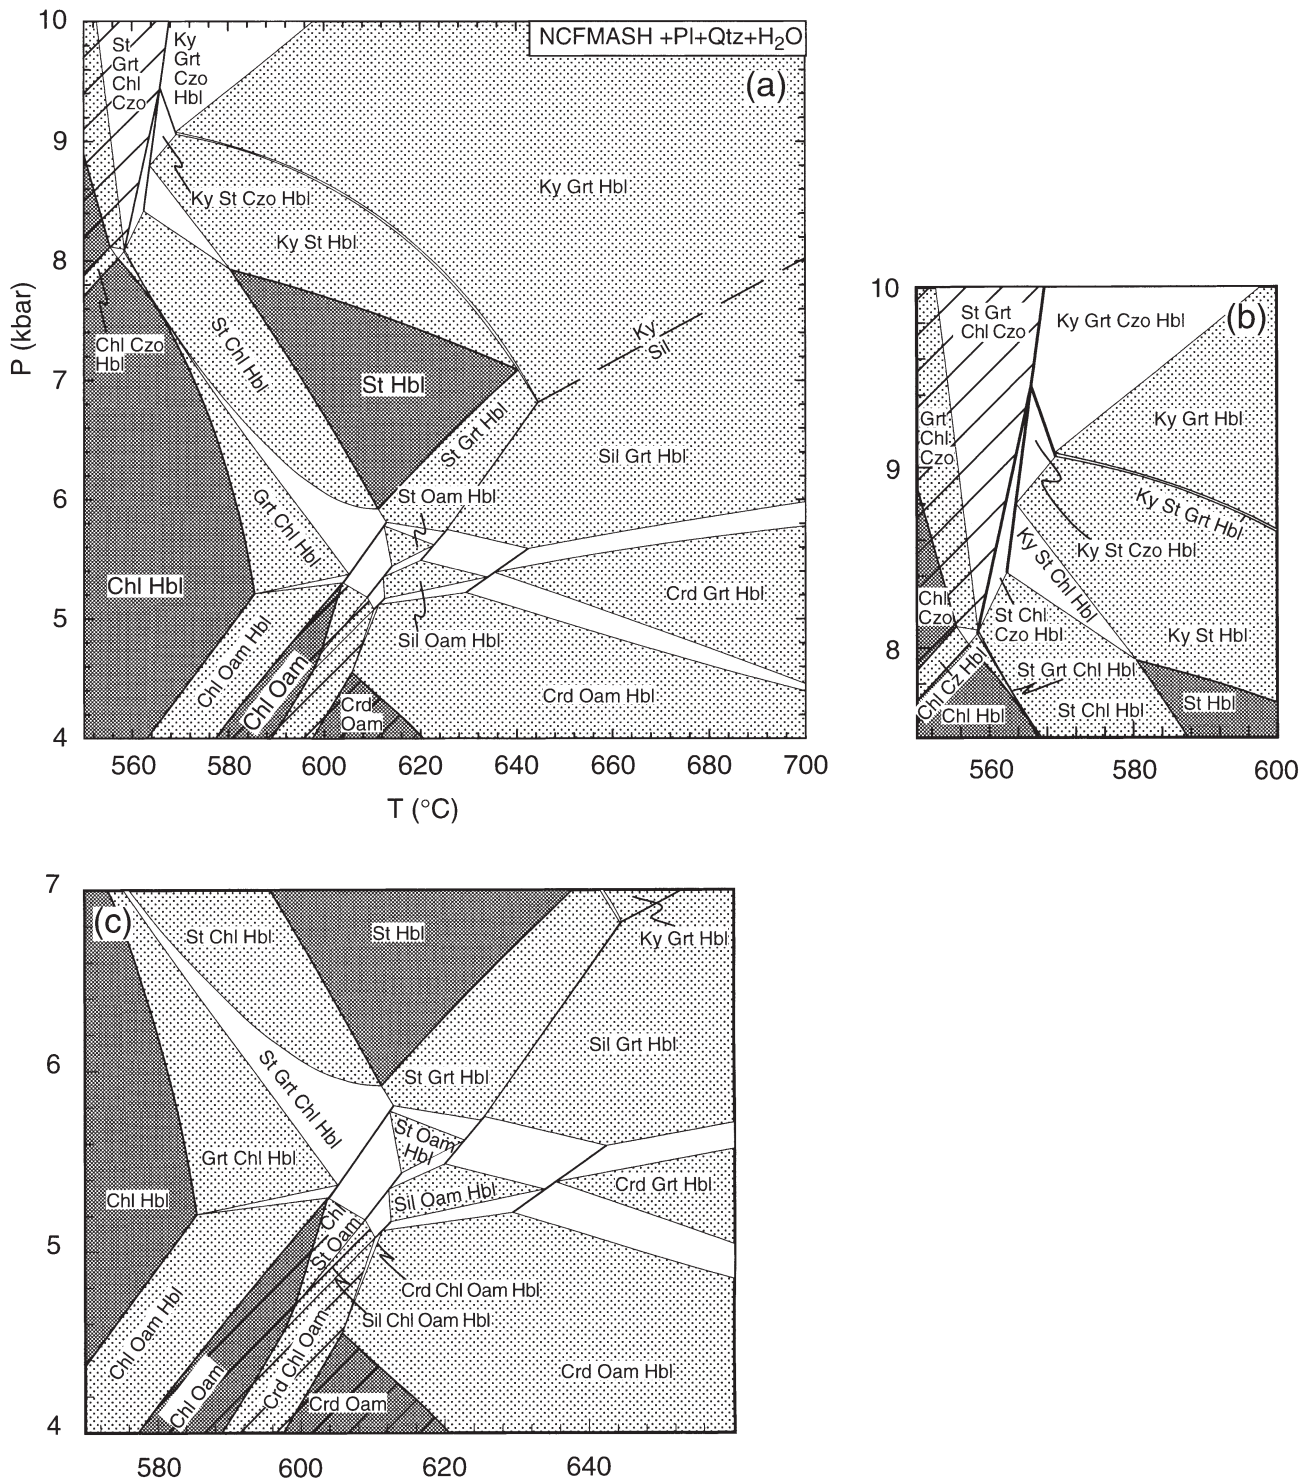 NCFMASH +Pl+Qtz+H2O
(a)
10
9
8
7
6
5
4
P (kbar)
560
580
600
620
640
660
680
700
T (°C)
St
Grt
Chl
Czo
Ky
Grt
Czo
Hbl
Ky St Czo Hbl
Ky Grt Hbl
Ky St Hbl
Ky
Sil
Chl Czo
Hbl
St Chl Hbl
St Hbl
St Grt Hbl
Sil Grt Hbl
St Oam Hbl
Grt Chl Hbl
Chl Hbl
Crd Grt Hbl
Sil Oam Hbl
Chl Oam Hbl
Chl Oam
Crd
Oam
Crd Oam Hbl
(b)
10
9
8
560
580
600
St Grt
Chl Czo
Ky Grt Czo Hbl
Grt
Chl
Czo
Ky Grt Hbl
Ky St Grt Hbl
Ky St Czo Hbl
Ky St Chl Hbl
Chl
Czo
St Chl
Czo Hbl
Ky St Hbl
Chl Cz Hbl
St Grt Chl Hbl
Chl Hbl
St Chl Hbl
St Hbl
(c)
7
6
5
4
580
600
620
640
St Chl Hbl
St Hbl
Ky Grt Hbl
Sil Grt Hbl
St Grt Hbl
St Grt Chl Hbl
St Oam
Hbl
Grt Chl Hbl
Chl Hbl
Sil Oam Hbl
Crd Grt Hbl
Chl
St Oam
Crd Chl Oam Hbl
Sil Chl Oam Hbl
Chl Oam Hbl
Chl Oam
Crd Chl Oam
Crd Oam
Crd Oam Hbl